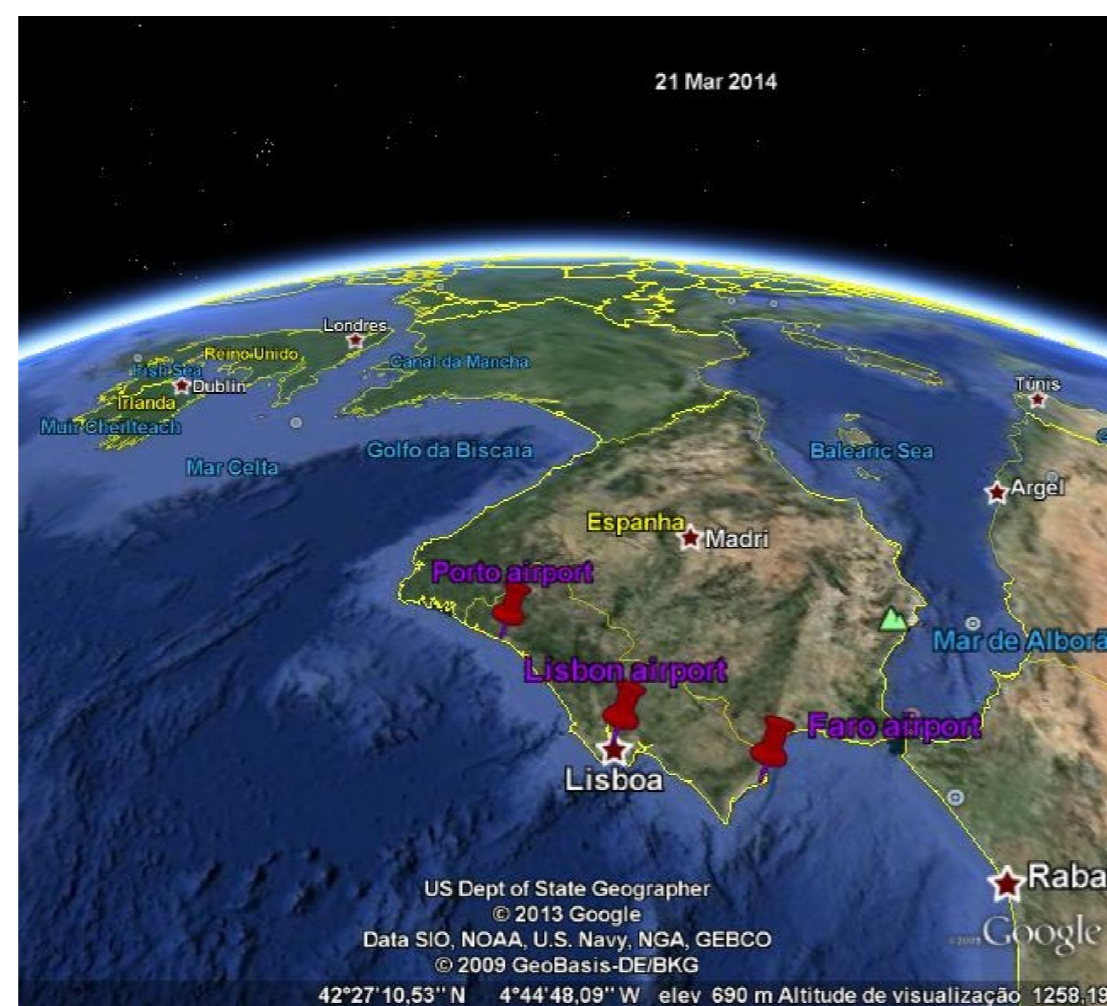 21 Mar 2014
Londres
Reino Unido
Canal da Mancha
Irish Sea
Dublin
Irlanda
Muir Cheilteach
Mar Celta
Golfo da Biscaia
Balearic Sea
Túnis
Argel
Espanha
Madri
Porto airport
Mar de Alborã
Lisbon airport
Faro airport
Lisboa
Raba
US Dept of State Geographer
© 2013 Google
Data SIO, NOAA, U.S. Navy, NGA, GEBCO
© 2009 GeoBasis-DE/BKG
©2009 Google
42°27'10,53" N 4°44'48,09" W elev 690 m Altitude de visualização 1258,19